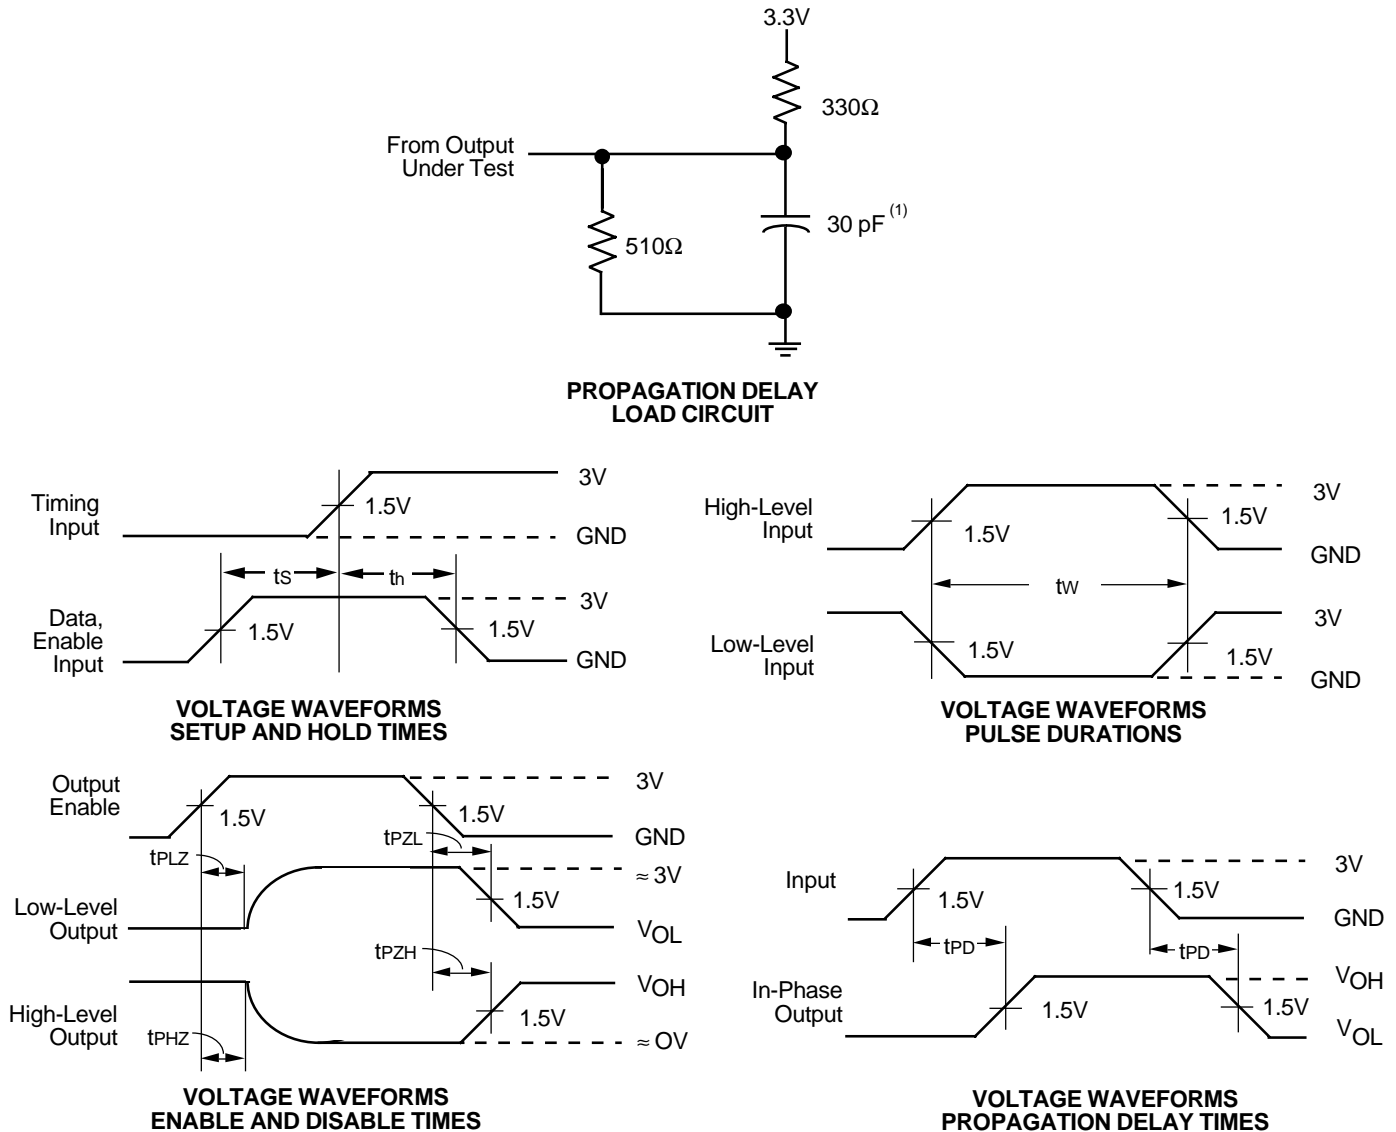 3.3V
330Ω
From Output
Under Test
30 pF (1)
510Ω
PROPAGATION DELAY
LOAD CIRCUIT
Timing
Input
3V
1.5V
GND
tS
th
Data,
Enable
Input
3V
1.5V
1.5V
GND
VOLTAGE WAVEFORMS
SETUP AND HOLD TIMES
High-Level
Input
3V
1.5V
1.5V
GND
tW
Low-Level
Input
3V
1.5V
1.5V
GND
VOLTAGE WAVEFORMS
PULSE DURATIONS
Output
Enable
3V
1.5V
1.5V
GND
tPLZ
tPZL
Low-Level
Output
≈ 3V
1.5V
VOL
tPZH
High-Level
Output
VOH
1.5V
≈ OV
tPHZ
VOLTAGE WAVEFORMS
ENABLE AND DISABLE TIMES
Input
3V
1.5V
1.5V
GND
tPD
tPD
In-Phase
Output
VOH
1.5V
1.5V
VOL
VOLTAGE WAVEFORMS
PROPAGATION DELAY TIMES